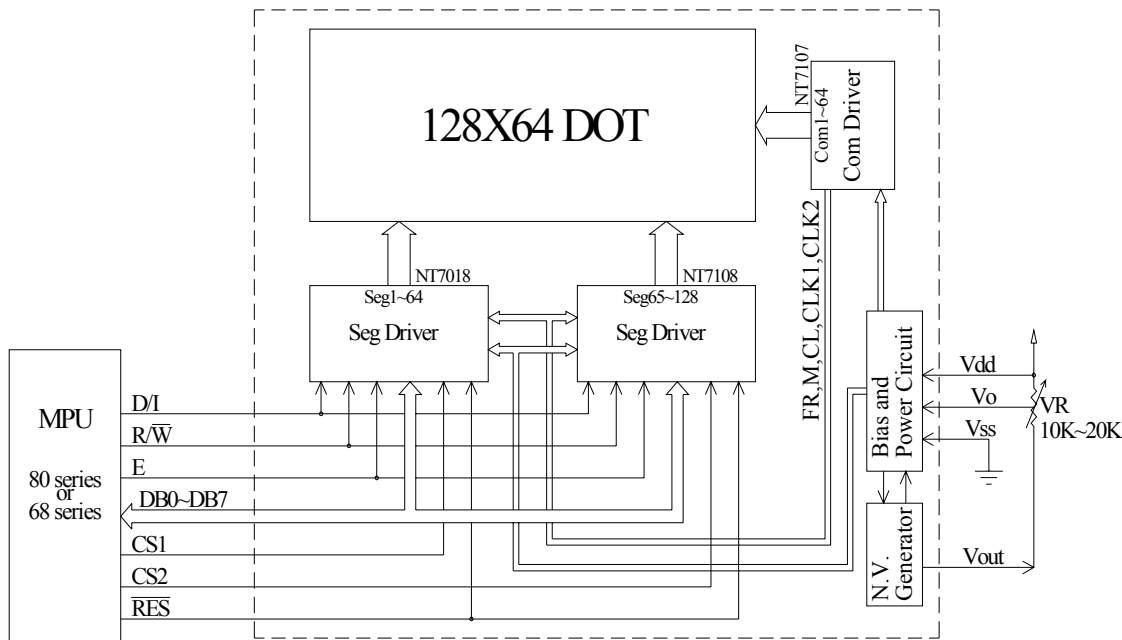 128X64 DOT
NT7107
Com1~64
Com Driver
FR,M,CL,CLK1,CLK2
NT7018
Seg1~64
Seg Driver
NT7108
Seg65~128
Seg Driver
MPU
80 series
or
68 series
D/I
R/W̅
E
DB0~DB7
CS1
CS2
R̅E̅S̅
Bias and
Power Circuit
Vdd
Vo
Vss
VR
10K~20K
N.V.
Generator
Vout